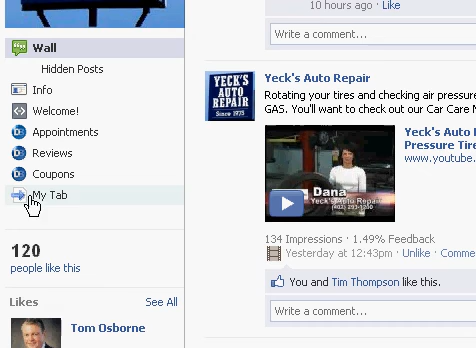 Wall
Hidden Posts
Info
Welcome!
Appointments
Reviews
Coupons
My Tab
120
people like this
Likes
See All
Tom Osborne
10 hours ago · Like
Write a comment...
YECK'S
AUTO
REPAIR
Since 1973
Yeck's Auto Repair
Rotating your tires and checking air pressure
GAS. You'll want to check out our Car Care
Dana
Yeck's Auto Repair
Yeck's Auto
Pressure Tire
www.youtube.
134 Impressions · 1.49% Feedback
Yesterday at 12:43pm · Unlike · Comme
You and Tim Thompson like this.
Write a comment...